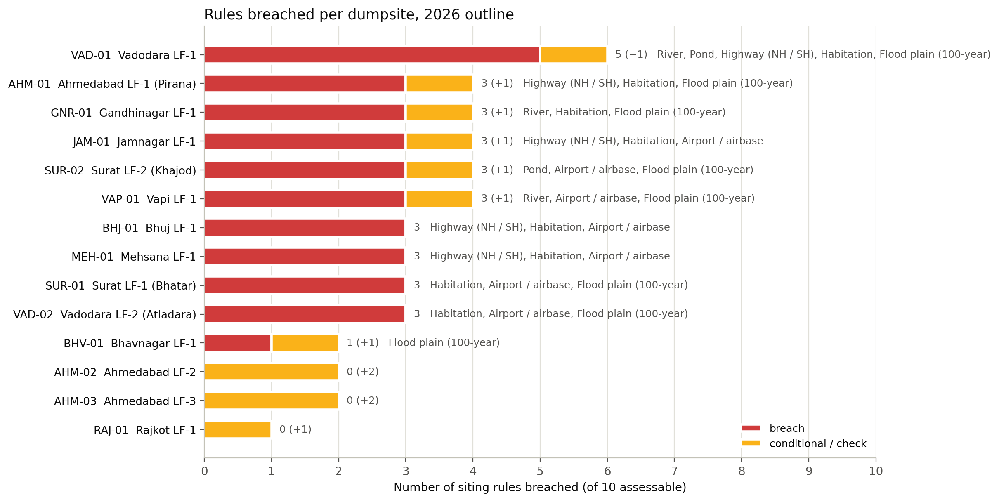 Rules breached per dumpsite, 2026 outline
VAD-01  Vadodara LF-1  5 (+1)  River, Pond, Highway (NH / SH), Habitation, Flood plain (100-year)
AHM-01  Ahmedabad LF-1 (Pirana)  3 (+1)  Highway (NH / SH), Habitation, Flood plain (100-year)
GNR-01  Gandhinagar LF-1  3 (+1)  River, Habitation, Flood plain (100-year)
JAM-01  Jamnagar LF-1  3 (+1)  Highway (NH / SH), Habitation, Airport / airbase
SUR-02  Surat LF-2 (Khajod)  3 (+1)  Pond, Airport / airbase, Flood plain (100-year)
VAP-01  Vapi LF-1  3 (+1)  River, Airport / airbase, Flood plain (100-year)
BHJ-01  Bhuj LF-1  3  Highway (NH / SH), Habitation, Airport / airbase
MEH-01  Mehsana LF-1  3  Highway (NH / SH), Habitation, Airport / airbase
SUR-01  Surat LF-1 (Bhatar)  3  Habitation, Airport / airbase, Flood plain (100-year)
VAD-02  Vadodara LF-2 (Atladara)  3  Habitation, Airport / airbase, Flood plain (100-year)
BHV-01  Bhavnagar LF-1  1 (+1)  Flood plain (100-year)
AHM-02  Ahmedabad LF-2  0 (+2)
AHM-03  Ahmedabad LF-3  0 (+2)
RAJ-01  Rajkot LF-1  0 (+1)
breach
conditional / check
0 1 2 3 4 5 6 7 8 9 10
Number of siting rules breached (of 10 assessable)